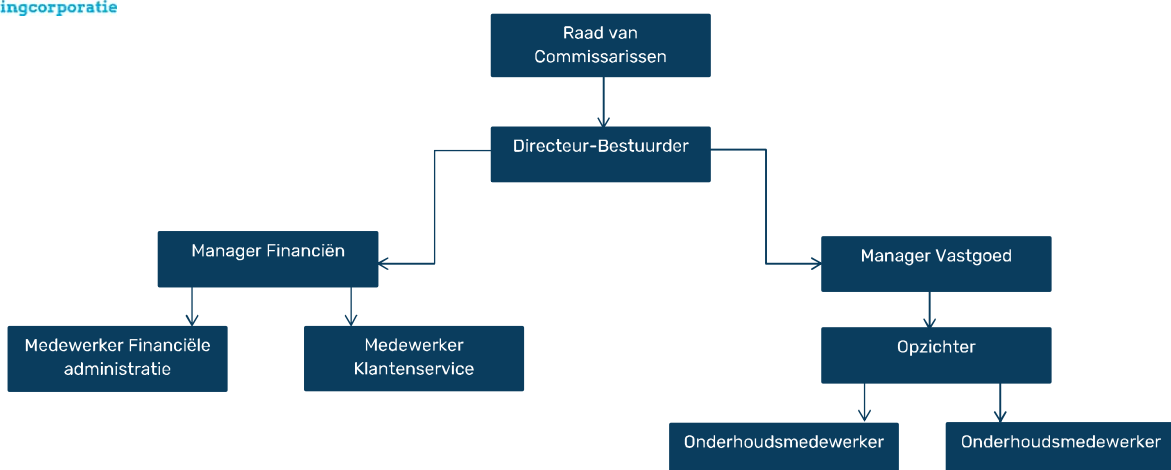 ingcorporatie
Raad van
Commissarissen
Directeur-Bestuurder
Manager Financiën
Manager Vastgoed
Medewerker Financiële
administratie
Medewerker
Klantenservice
Opzichter
Onderhoudsmedewerker
Onderhoudsmedewerker